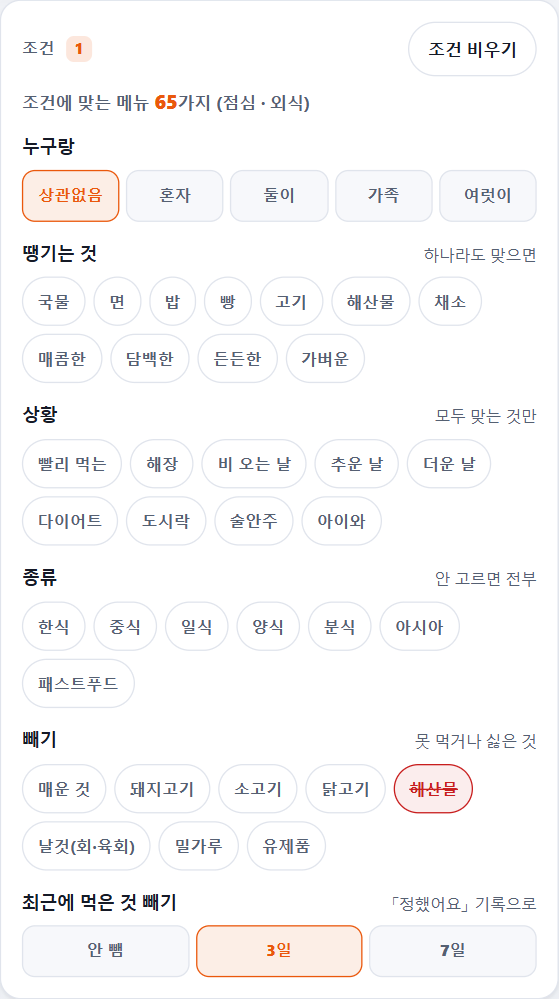 조건 1 조건 비우기
조건에 맞는 메뉴 65가지 (점심 · 외식)
누구랑
상관없음 혼자 둘이 가족 여럿이
땡기는 것 하나라도 맞으면
국물 면 밥 빵 고기 해산물 채소
매콤한 담백한 든든한 가벼운
상황 모두 맞는 것만
빨리 먹는 해장 비 오는 날 추운 날 더운 날
다이어트 도시락 술안주 아이와
종류 안 고르면 전부
한식 중식 일식 양식 분식 아시아
패스트푸드
빼기 못 먹거나 싫은 것
매운 것 돼지고기 소고기 닭고기 해산물
날것(회·육회) 밀가루 유제품
최근에 먹은 것 빼기 「정했어요」 기록으로
안 뺌 3일 7일